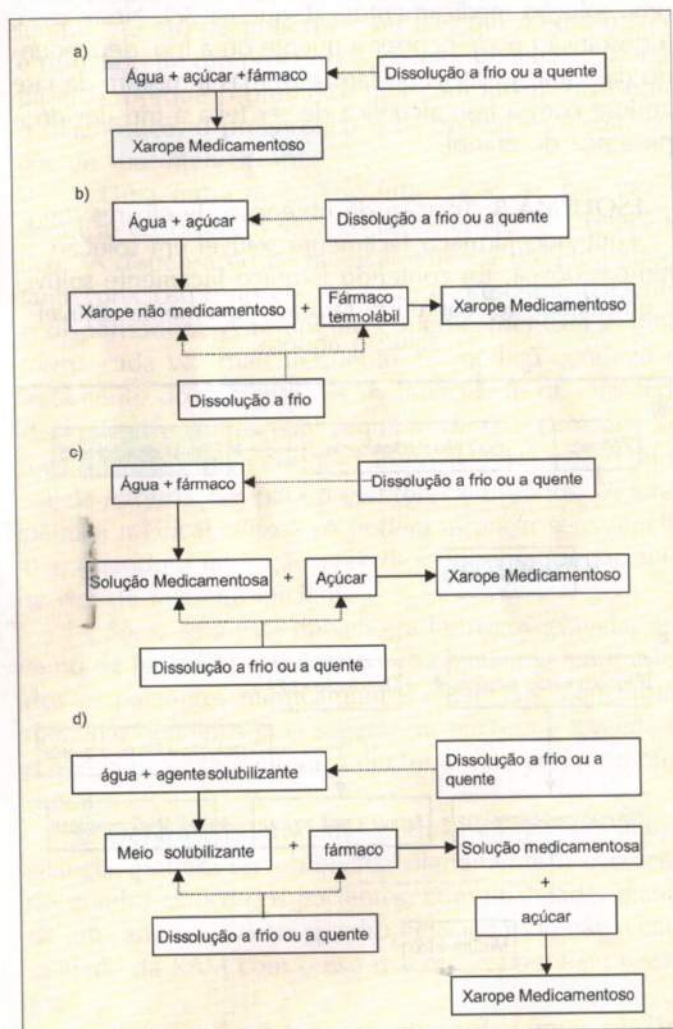 a)
Água + açúcar + fármaco
Dissolução a frio ou a quente
Xarope Medicamentoso
b)
Água + açúcar
Dissolução a frio ou a quente
Xarope não medicamentoso
+
Fármaco
termolábil
Xarope Medicamentoso
Dissolução a frio
c)
Água + fármaco
Dissolução a frio ou a quente
Solução Medicamentosa
+
Açúcar
Xarope Medicamentoso
Dissolução a frio ou a quente
d)
água + agente solubilizante
Dissolução a frio ou a
quente
Meio solubilizante
+
fármaco
Solução medicamentosa
Dissolução a frio ou a quente
+
açúcar
Xarope Medicamentoso